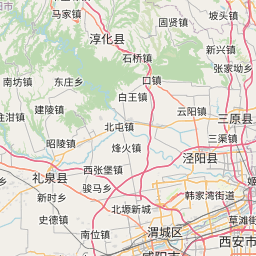 马家镇
固贤镇
坡头镇
淳化县
新兴镇
石桥镇
张家坳乡
南坊镇
东庄乡
口镇
白王镇
建陵镇
云阳镇
三原县
北屯镇
三渠镇
昭陵镇
烽火镇
泾阳县
西张堡镇
礼泉县
骏马乡
韩家湾街道
新时乡
北塬新城
史德镇
草滩街
南位镇
渭城区
西安市